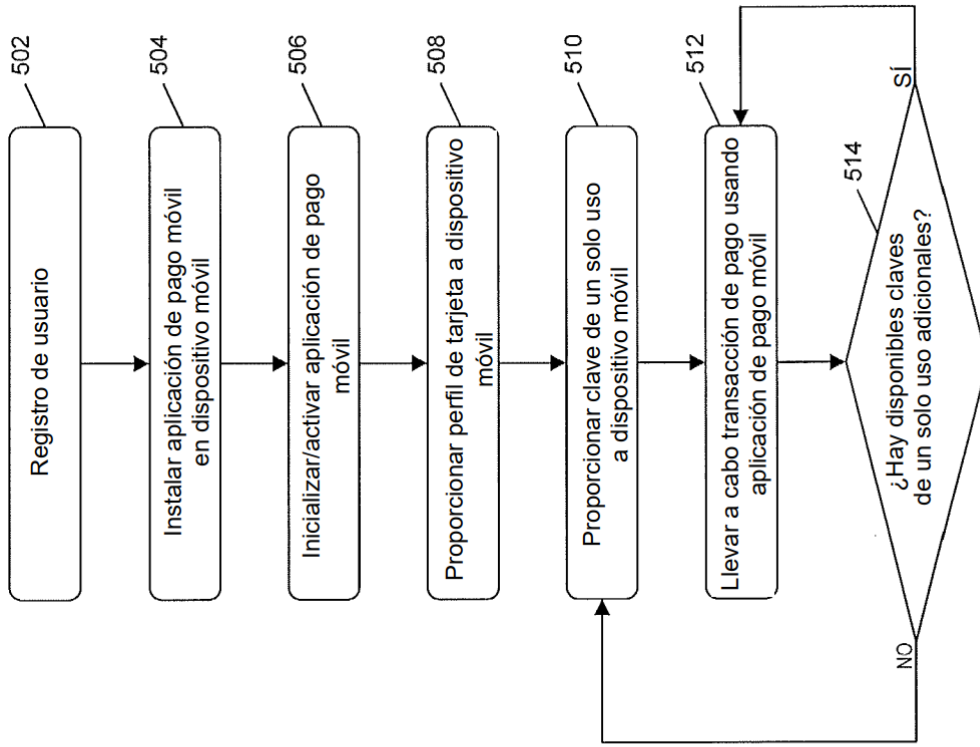 502
Registro de usuario
504
Instalar aplicación de pago móvil
en dispositivo móvil
506
Inicializar/activar aplicación de pago
móvil
508
Proporcionar perfil de tarjeta a dispositivo
móvil
510
Proporcionar clave de un solo uso
a dispositivo móvil
512
Llevar a cabo transacción de pago usando
aplicación de pago móvil
514
¿Hay disponibles claves
de un solo uso adicionales?
NO
SÍ